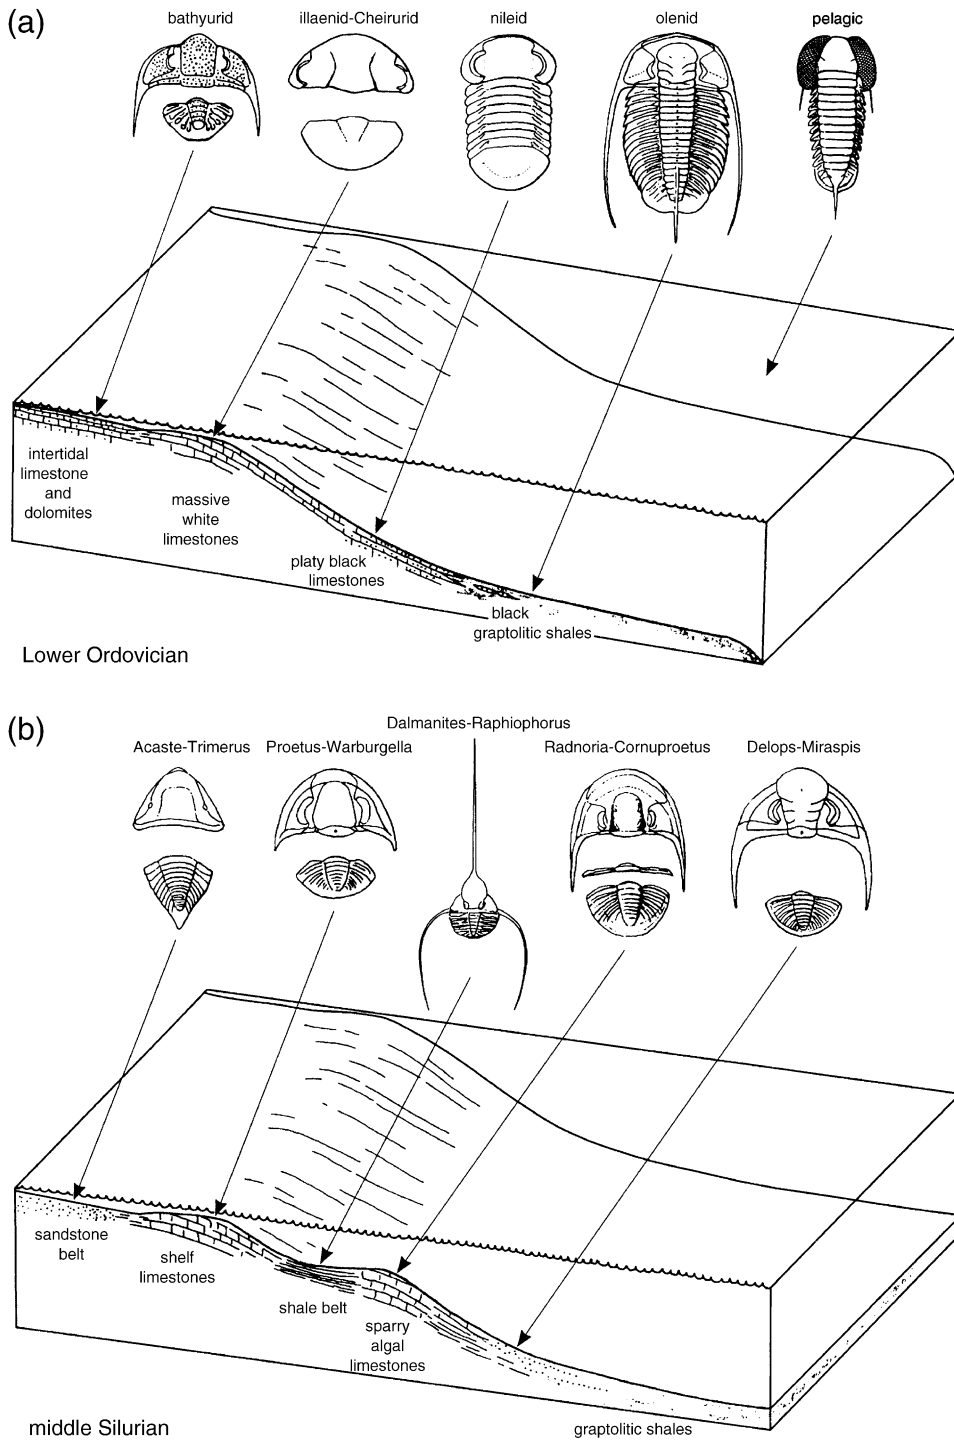 (a)
bathyurid
illaenid-Cheirurid
nileid
olenid
pelagic
intertidal
limestone
and
dolomites
massive
white
limestones
platy black
limestones
black
graptolitic shales
Lower Ordovician
(b)
Dalmanites-Raphiophorus
Acaste-Trimerus
Proetus-Warburgella
Radnoria-Cornuproetus
Delops-Miraspis
sandstone
belt
shelf
limestones
shale belt
sparry
algal
limestones
graptolitic shales
middle Silurian